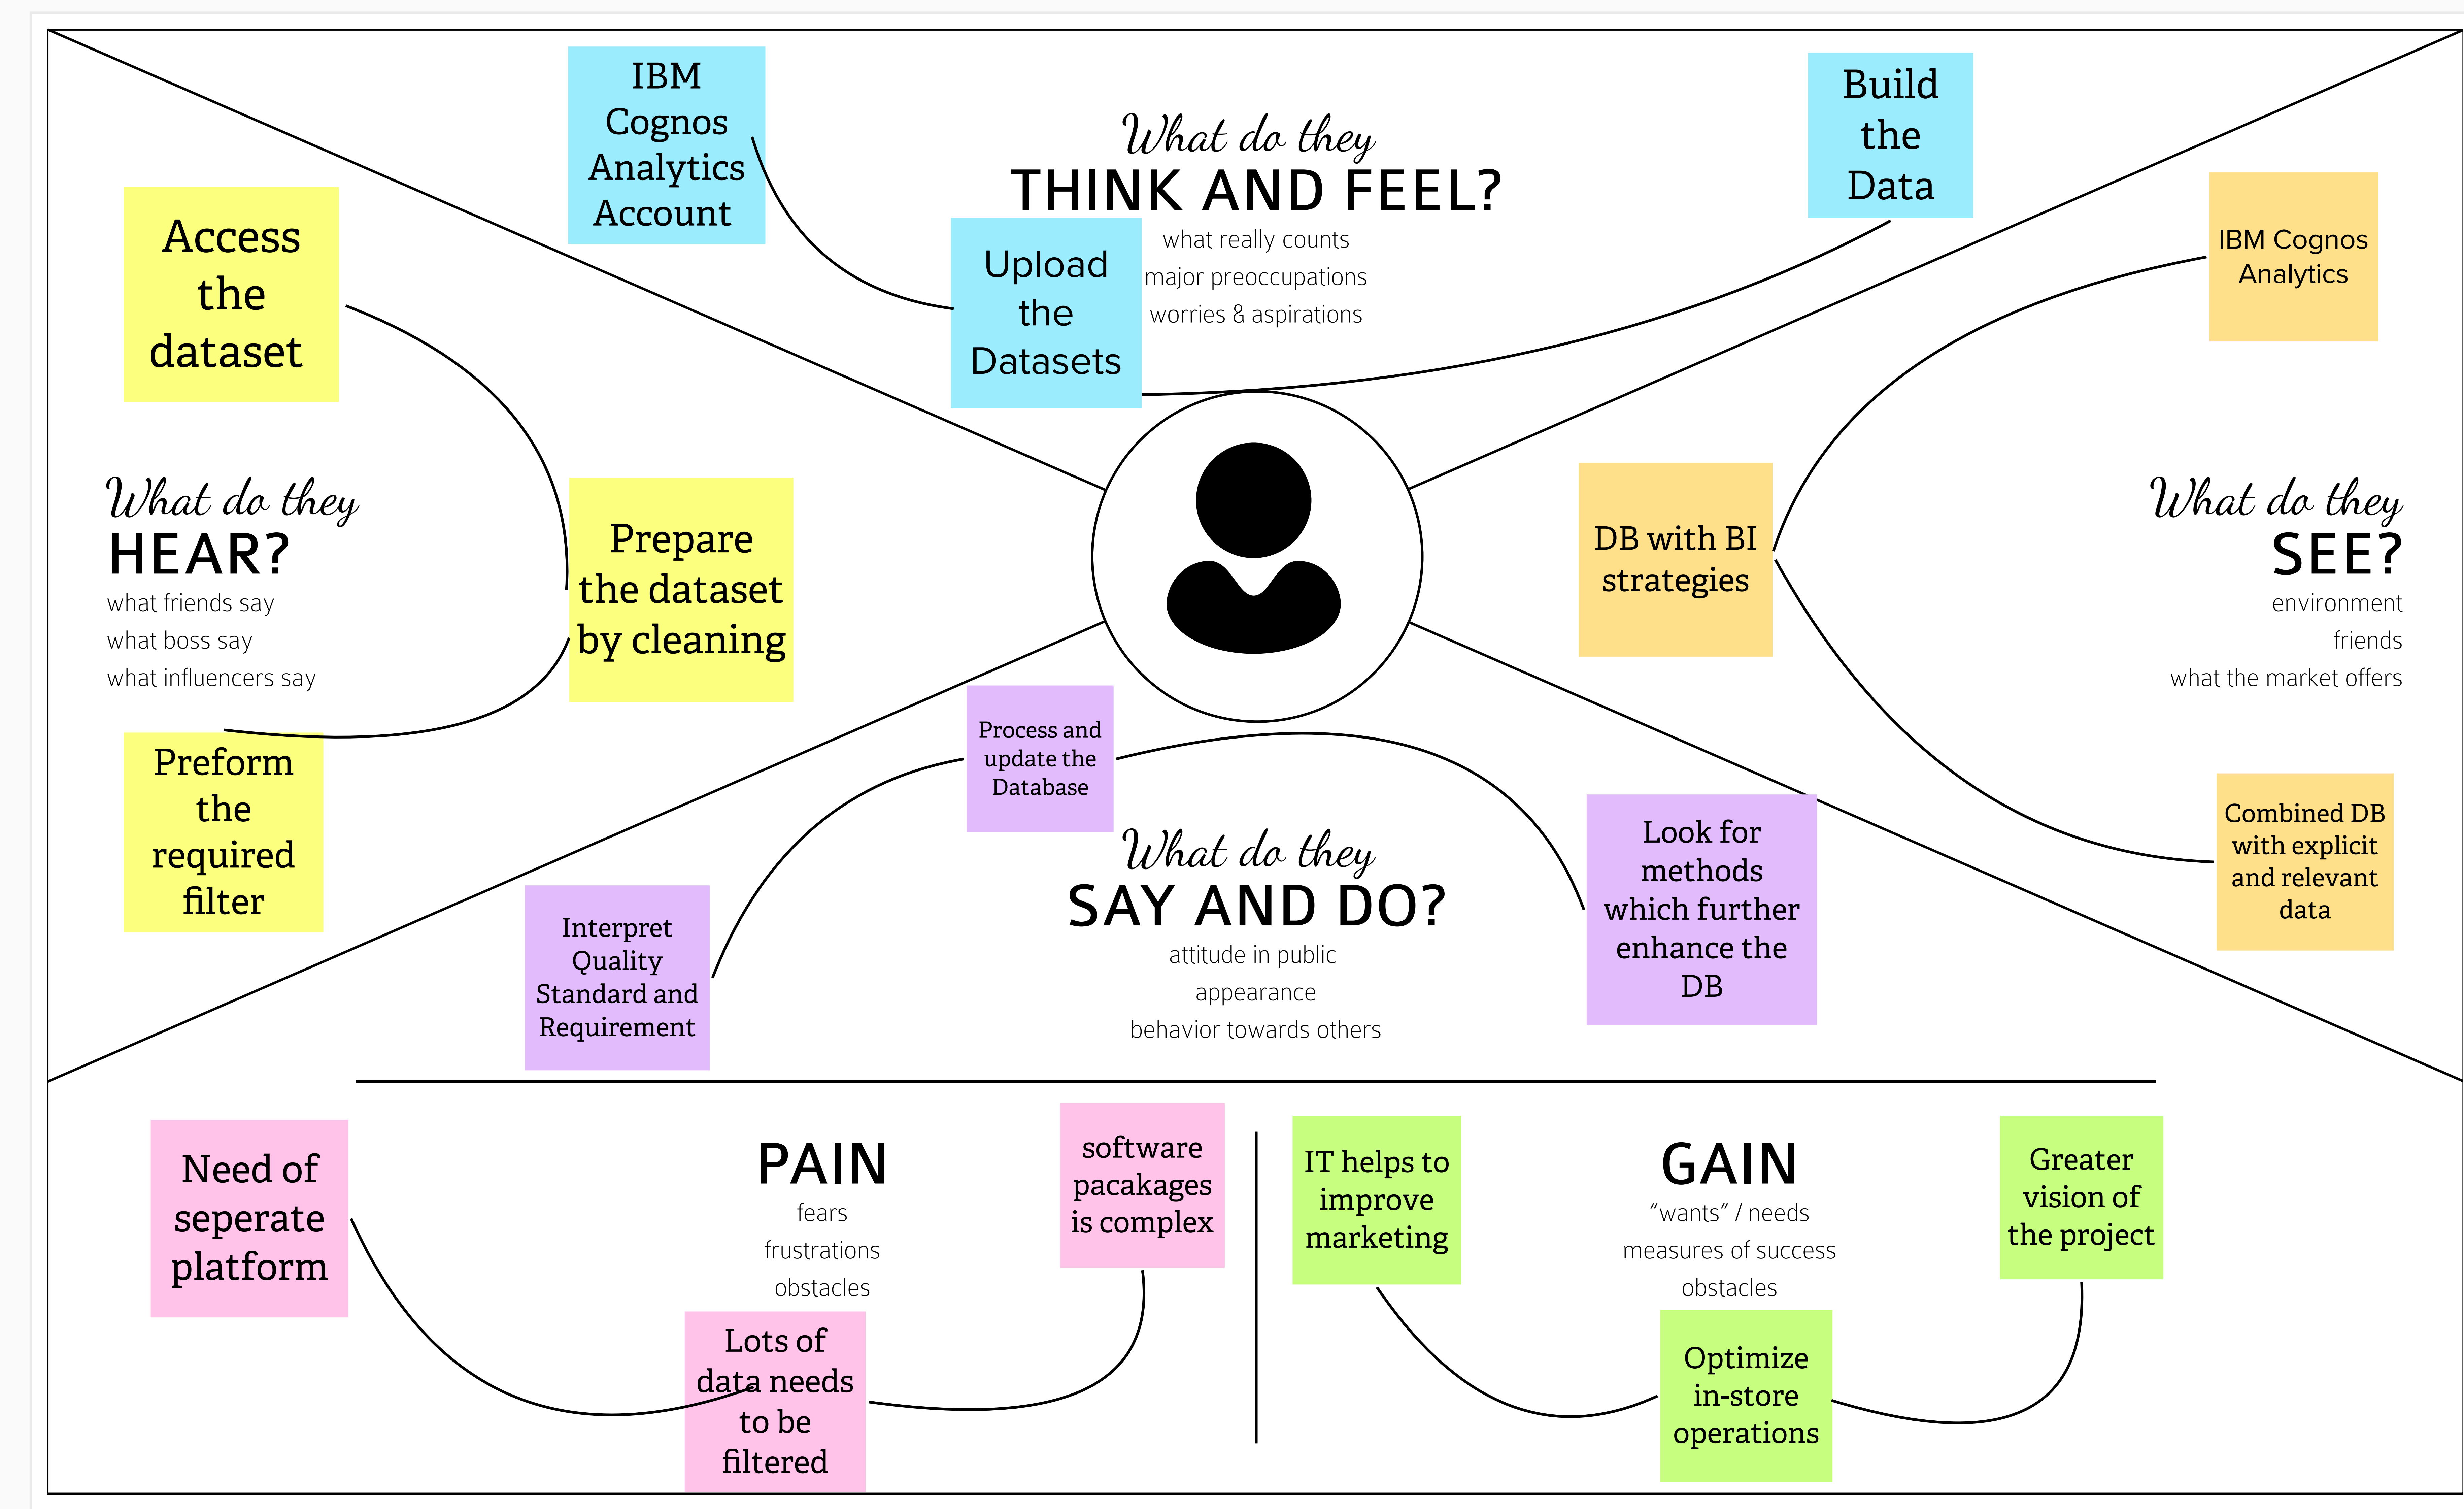 IBM
Cognos
Analytics
Account
What do they
THINK AND FEEL?
what really counts
major preoccupations
worries & aspirations
Upload
the
Datasets
Build
the
Data
Access
the
dataset
What do they
HEAR?
what friends say
what boss say
what influencers say
Prepare
the dataset
by cleaning
Preform
the
required
filter
IBM Cognos
Analytics
DB with BI
strategies
What do they
SEE?
environment
friends
what the market offers
Combined DB
with explicit
and relevant
data
Process and
update the
Database
What do they
SAY AND DO?
attitude in public
appearance
behavior towards others
Interpret
Quality
Standard and
Requirement
Look for
methods
which further
enhance the
DB
Need of
seperate
platform
PAIN
fears
frustrations
obstacles
software
pacakages
is complex
Lots of
data needs
to be
filtered
IT helps to
improve
marketing
GAIN
“wants” / needs
measures of success
obstacles
Greater
vision of
the project
Optimize
in-store
operations